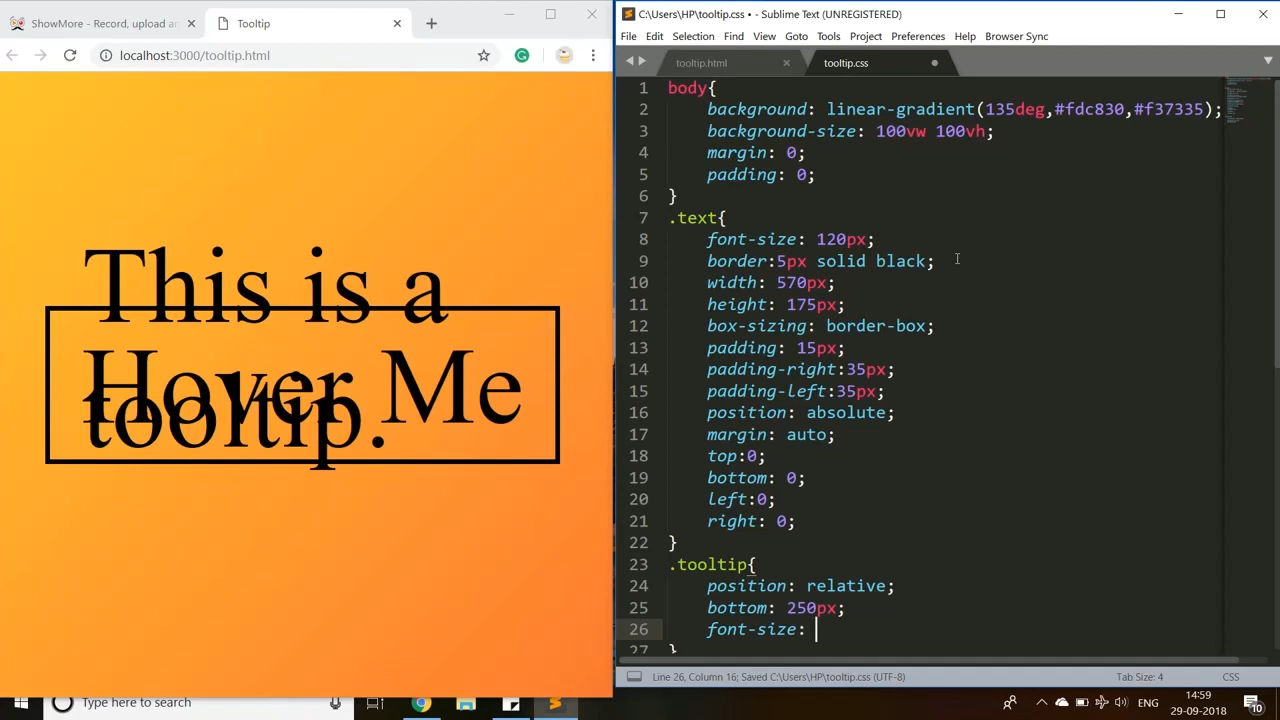 ShowMore - Record, upload an
Tooltip
localhost:3000/tooltip.html
This is a
Hover Me
tooltip.
C:\Users\HP\tooltip.css • - Sublime Text (UNREGISTERED)
File Edit Selection Find View Goto Tools Project Preferences Help Browser Sync
tooltip.html
tooltip.css
1 body{
2 background: linear-gradient(135deg,#fdc830,#f37335);
3 background-size: 100vw 100vh;
4 margin: 0;
5 padding: 0;
6 }
7 .text{
8 font-size: 120px;
9 border:5px solid black;
10 width: 570px;
11 height: 175px;
12 box-sizing: border-box;
13 padding: 15px;
14 padding-right:35px;
15 padding-left:35px;
16 position: absolute;
17 margin: auto;
18 top:0;
19 bottom: 0;
20 left:0;
21 right: 0;
22 }
23 .tooltip{
24 position: relative;
25 bottom: 250px;
26 font-size:
27 }
Line 26, Column 16; Saved C:\Users\HP\tooltip.css (UTF-8)
Tab Size: 4
CSS
Type here to search
ENG
14:59
29-09-2018
10